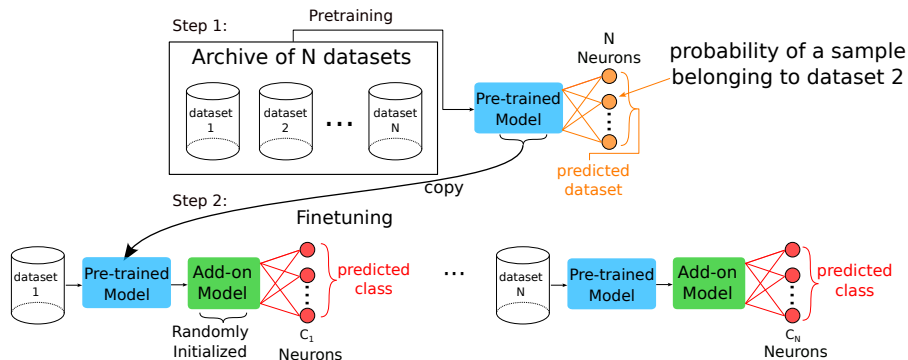 Step 1:
Pretraining
Archive of N datasets
dataset
1
dataset
2
...
dataset
N
Pre-trained
Model
N
Neurons
probability of a sample
belonging to dataset 2
predicted
dataset
copy
Step 2:
Finetuning
dataset
1
Pre-trained
Model
Add-on
Model
Randomly
Initialized
predicted
class
C₁
Neurons
...
dataset
N
Pre-trained
Model
Add-on
Model
predicted
class
C_N
Neurons